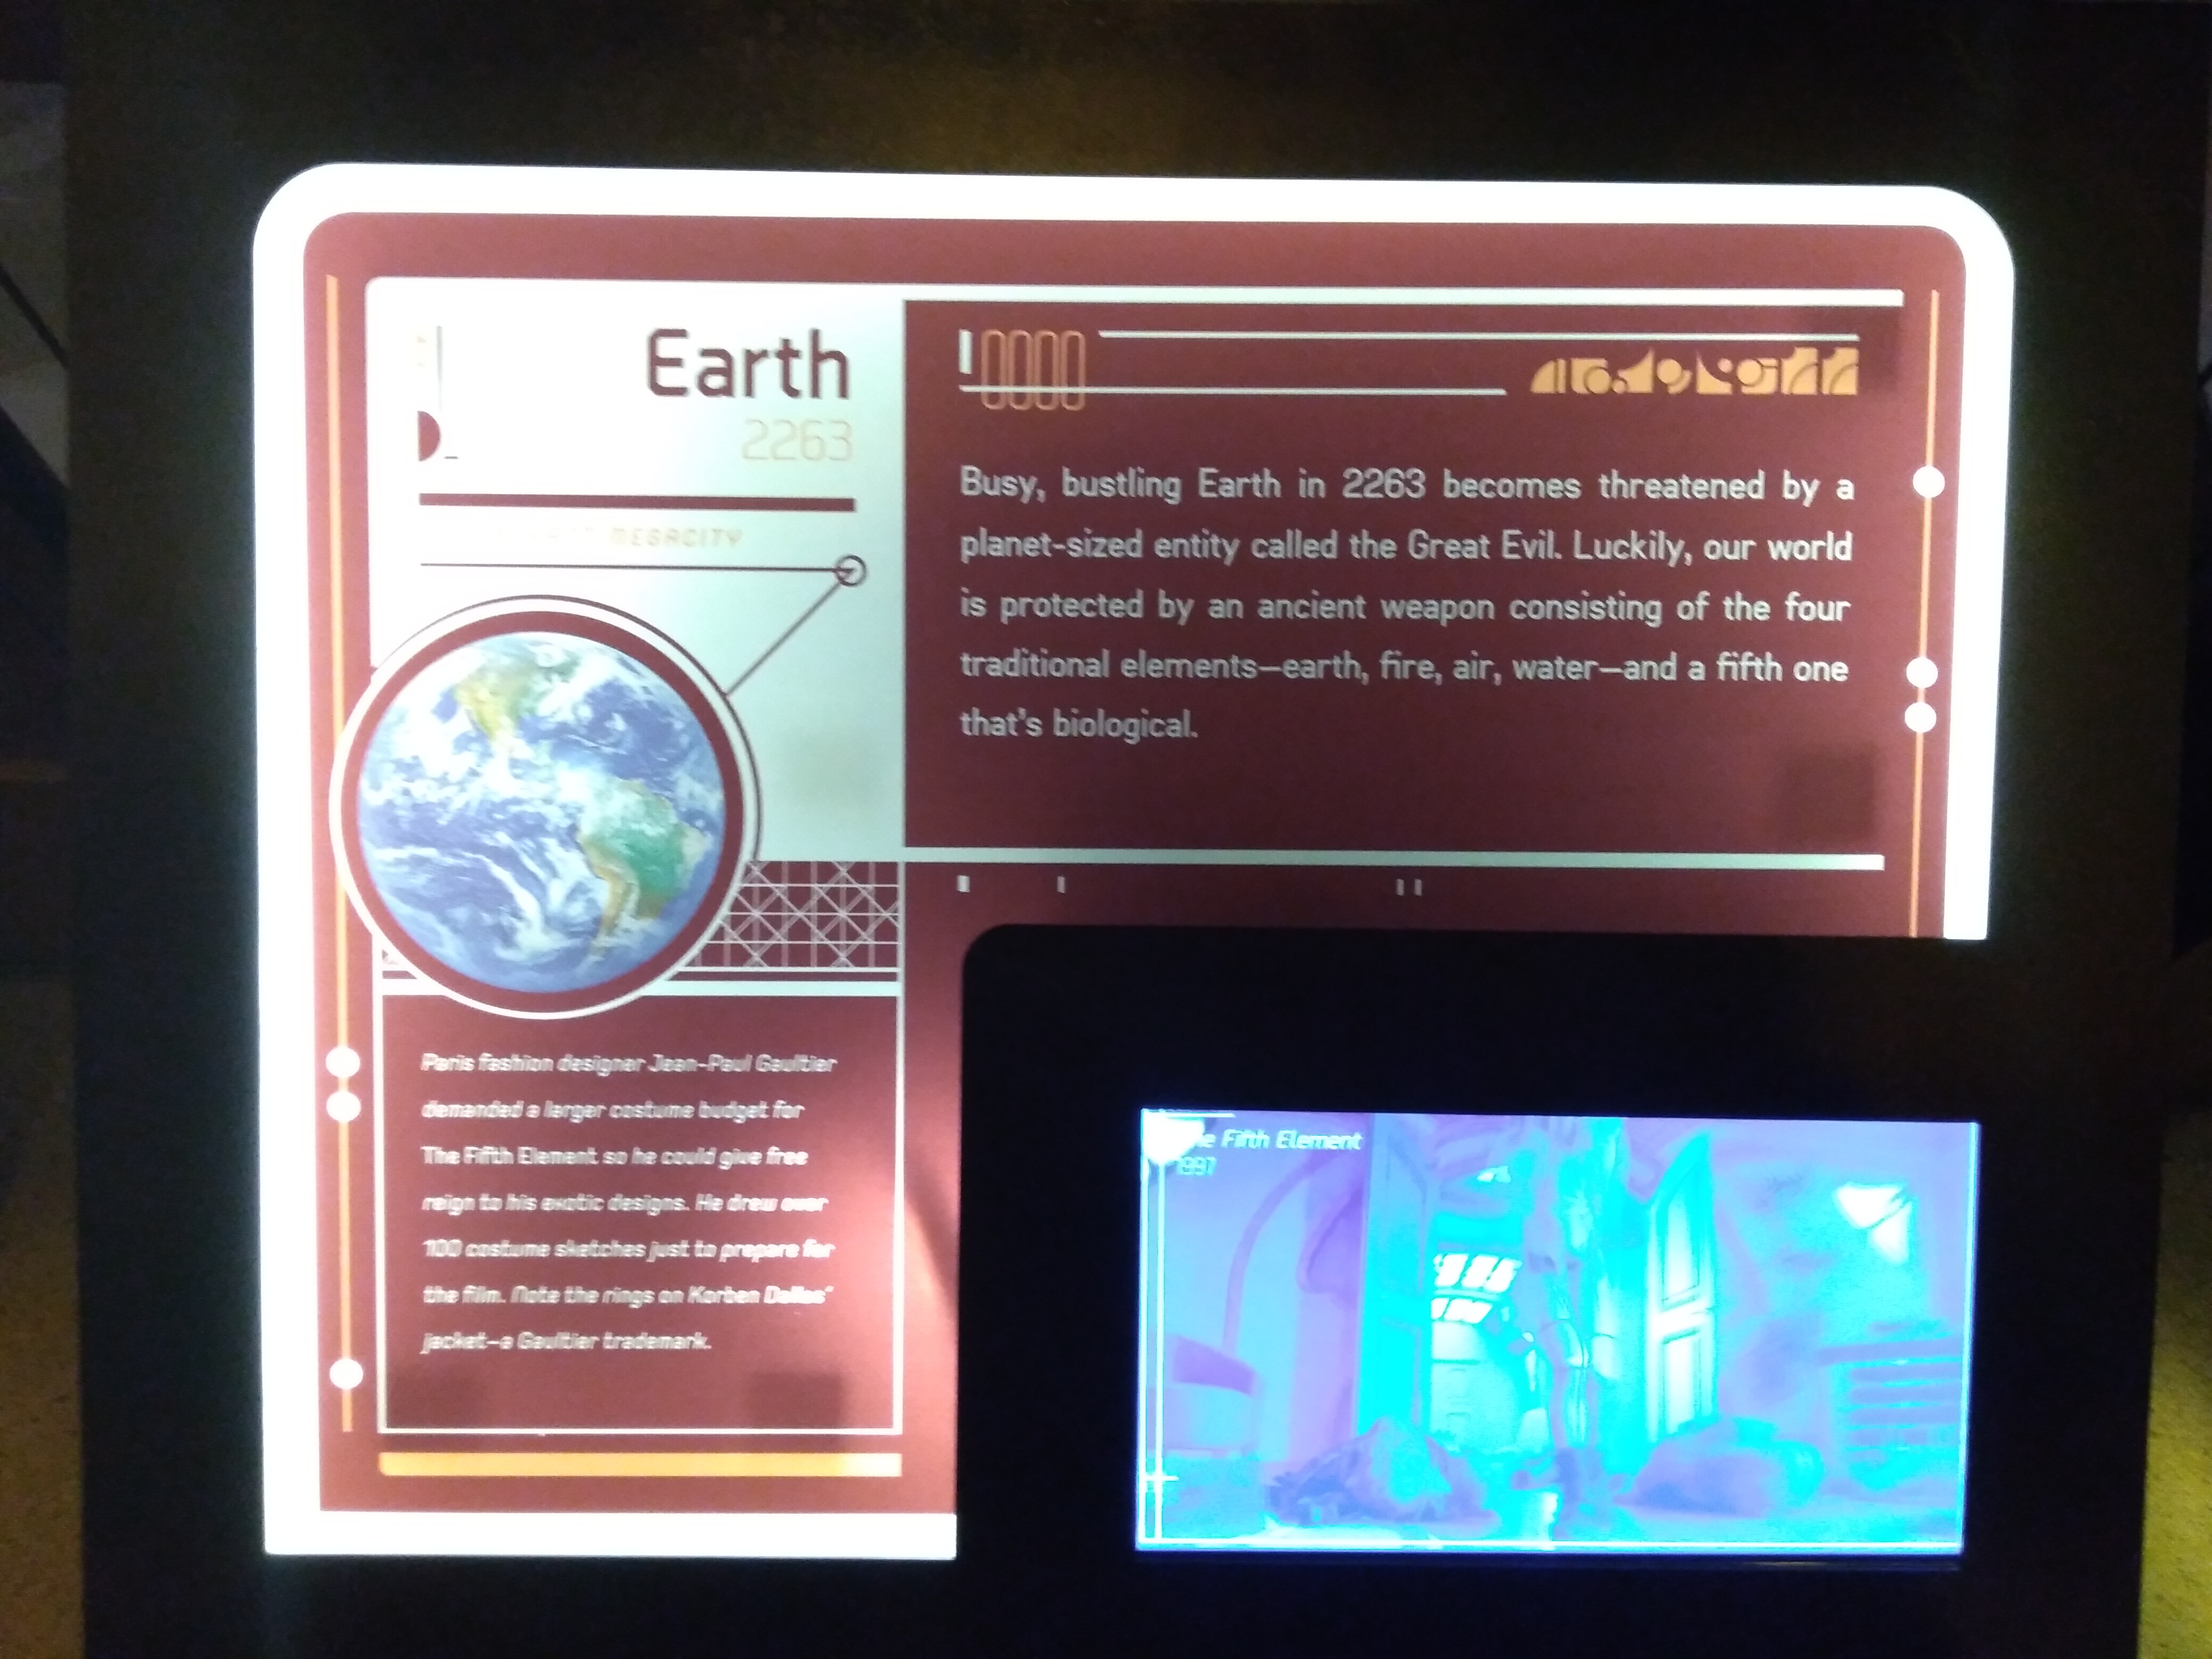 Earth
2263
MEGACITY
Busy, bustling Earth in 2263 becomes threatened by a
planet-sized entity called the Great Evil. Luckily, our world
is protected by an ancient weapon consisting of the four
traditional elements—earth, fire, air, water—and a fifth one
that's biological.
Paris fashion designer Jean-Paul Gaultier
demanded a larger costume budget for
The Fifth Element so he could give free
reign to his exotic designs. He drew over
100 costume sketches just to prepare for
the film. Note the rings on Korben Dallas'
jacket—a Gaultier trademark.
Fifth Element
1997